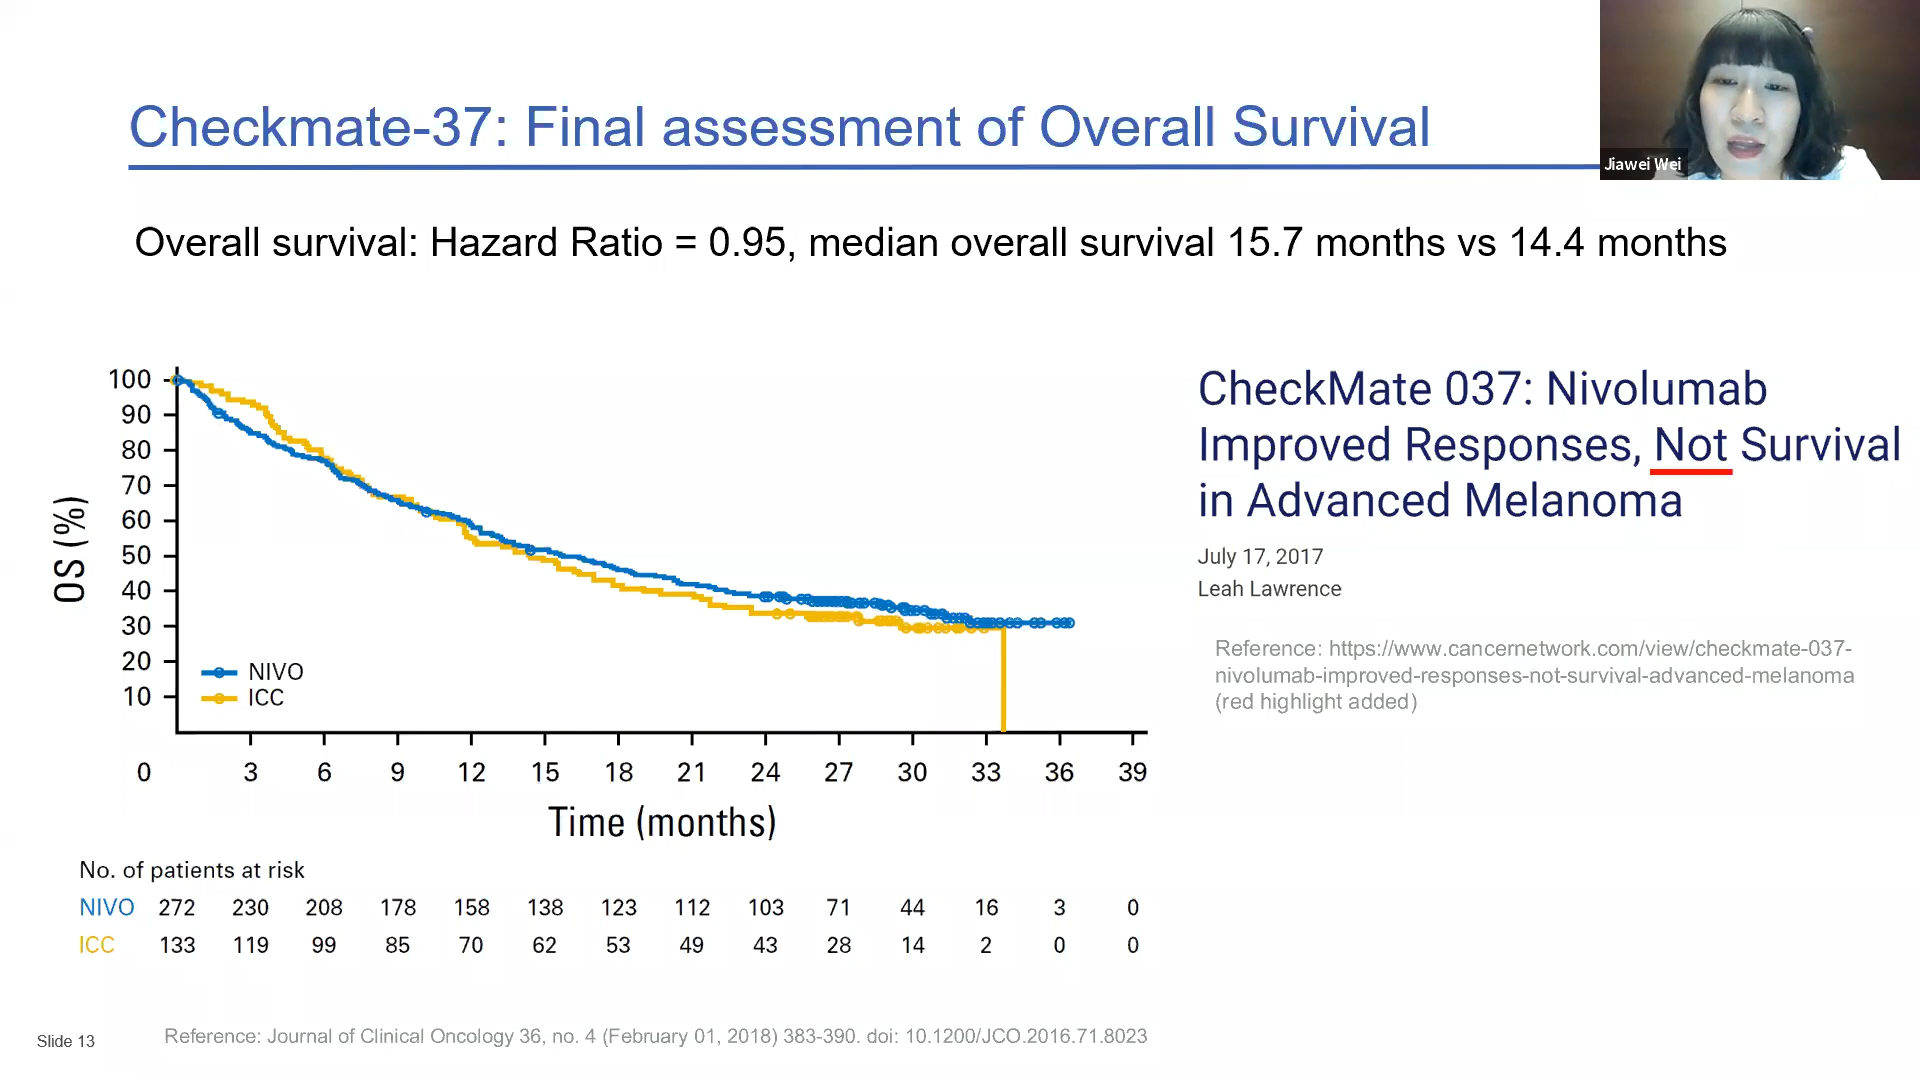 Checkmate-37: Final assessment of Overall Survival
Jiawei Wei
Overall survival: Hazard Ratio = 0.95, median overall survival 15.7 months vs 14.4 months
OS (%)
100
90
80
70
60
50
40
30
20
10
NIVO
ICC
0 3 6 9 12 15 18 21 24 27 30 33 36 39
Time (months)
No. of patients at risk
NIVO 272 230 208 178 158 138 123 112 103 71 44 16 3 0
ICC 133 119 99 85 70 62 53 49 43 28 14 2 0 0
CheckMate 037: Nivolumab
Improved Responses, Not Survival
in Advanced Melanoma
July 17, 2017
Leah Lawrence
Reference: https://www.cancernetwork.com/view/checkmate-037-
nivolumab-improved-responses-not-survival-advanced-melanoma
(red highlight added)
Slide 13
Reference: Journal of Clinical Oncology 36, no. 4 (February 01, 2018) 383-390. doi: 10.1200/JCO.2016.71.8023